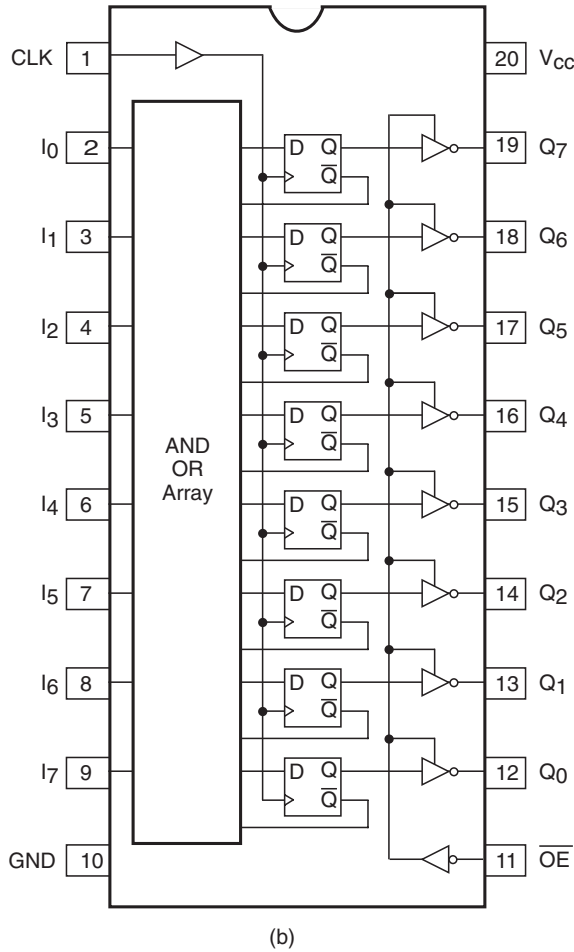 CLK 1 20 Vcc
I0 2 D Q Q̅ 19 Q7
I1 3 D Q Q̅ 18 Q6
I2 4 D Q Q̅ 17 Q5
I3 5 D Q Q̅ 16 Q4
AND
OR
Array
I4 6 D Q Q̅ 15 Q3
I5 7 D Q Q̅ 14 Q2
I6 8 D Q Q̅ 13 Q1
I7 9 D Q Q̅ 12 Q0
GND 10 11 O̅E̅
(b)